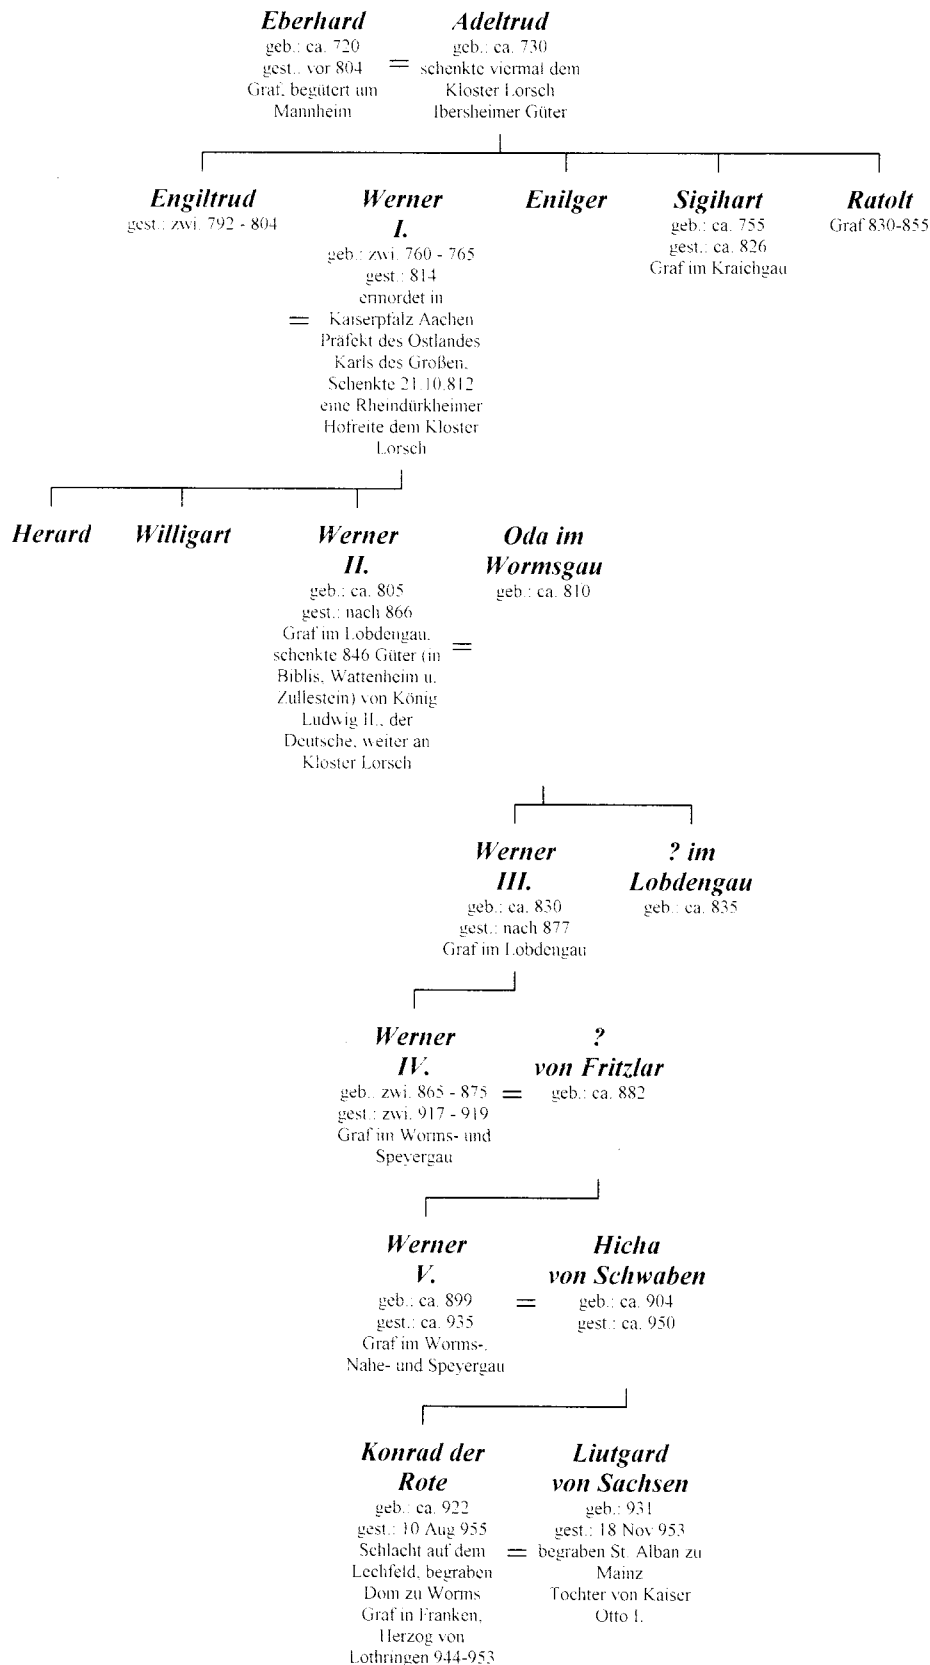 Eberhard
geb.: ca. 720
gest.: vor 804
Graf, begütert um
Mannheim
=
Adeltrud
geb.: ca. 730
schenkte viermal dem
Kloster Lorsch
Ibersheimer Güter
Engiltrud
gest.: zwi. 792 - 804
=
Werner
I.
geb.: zwi. 760 - 765
gest.: 814
ermordet in
Kaiserpfalz Aachen
Präfekt des Ostlandes
Karls des Großen.
Schenkte 21.10.812
eine Rheindürkheimer
Hofreite dem Kloster
Lorsch
Enilger
Sigihart
geb.: ca. 755
gest.: ca. 826
Graf im Kraichgau
Ratolt
Graf 830-855
Herard
Willigart
Werner
II.
geb.: ca. 805
gest.: nach 866
Graf im Lobdengau,
schenkte 846 Güter (in
Biblis, Wattenheim u.
Zullestein) von König
Ludwig II., der
Deutsche, weiter an
Kloster Lorsch
=
Oda im
Wormsgau
geb.: ca. 810
Werner
III.
geb.: ca. 830
gest.: nach 877
Graf im Lobdengau
? im
Lobdengau
geb.: ca. 835
Werner
IV.
geb.: zwi. 865 - 875
gest.: zwi. 917 - 919
Graf im Worms- und
Speyergau
=
?
von Fritzlar
geb.: ca. 882
Werner
V.
geb.: ca. 899
gest.: ca. 935
Graf im Worms-,
Nahe- und Speyergau
=
Hicha
von Schwaben
geb.: ca. 904
gest.: ca. 950
Konrad der
Rote
geb.: ca. 922
gest.: 10 Aug 955
Schlacht auf dem
Lechfeld, begraben
Dom zu Worms
Graf in Franken,
Herzog von
Lothringen 944-953
=
Liutgard
von Sachsen
geb.: 931
gest.: 18 Nov 953
begraben St. Alban zu
Mainz
Tochter von Kaiser
Otto I.